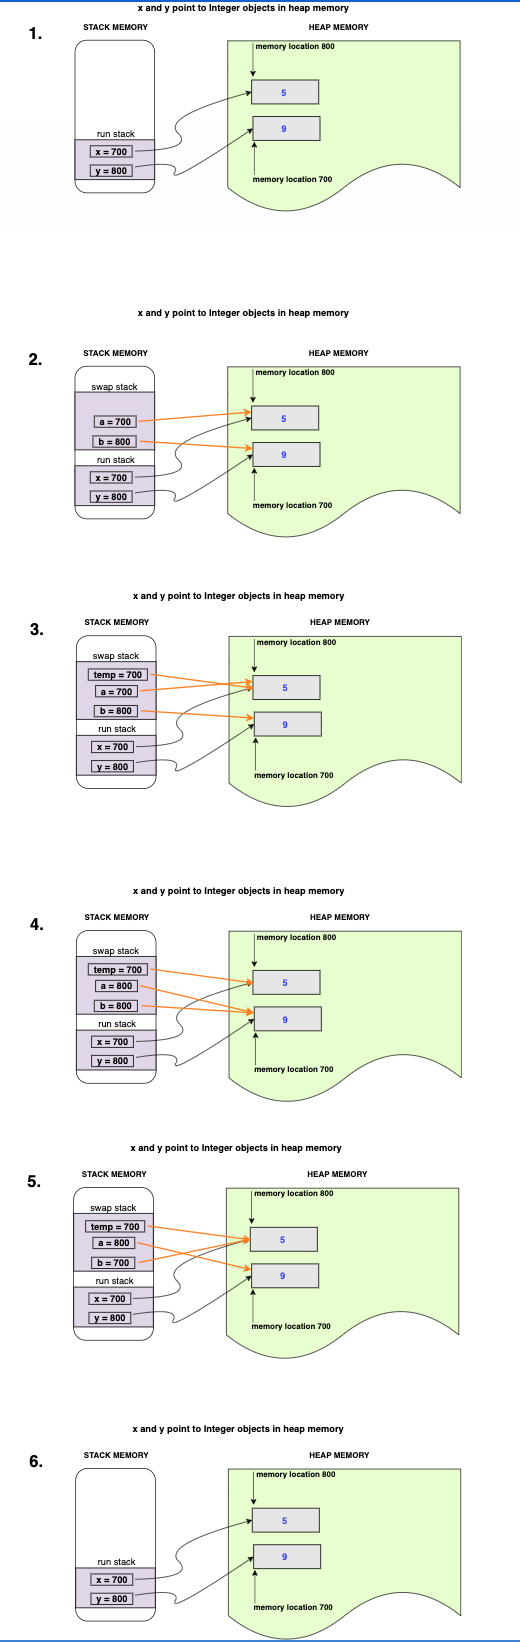 x and y point to Integer objects in heap memory
1.
STACK MEMORY
HEAP MEMORY
memory location 800
5
9
run stack
x = 700
y = 800
memory location 700
x and y point to Integer objects in heap memory
2.
STACK MEMORY
HEAP MEMORY
memory location 800
swap stack
a = 700
5
b = 800
9
run stack
x = 700
y = 800
memory location 700
x and y point to Integer objects in heap memory
3.
STACK MEMORY
HEAP MEMORY
memory location 800
swap stack
temp = 700
a = 700
5
b = 800
9
run stack
x = 700
y = 800
memory location 700
x and y point to Integer objects in heap memory
4.
STACK MEMORY
HEAP MEMORY
memory location 800
swap stack
temp = 700
a = 800
5
b = 800
9
run stack
x = 700
y = 800
memory location 700
x and y point to Integer objects in heap memory
5.
STACK MEMORY
HEAP MEMORY
memory location 800
swap stack
temp = 700
a = 800
5
b = 700
9
run stack
x = 700
y = 800
memory location 700
x and y point to Integer objects in heap memory
6.
STACK MEMORY
HEAP MEMORY
memory location 800
5
9
run stack
x = 700
y = 800
memory location 700